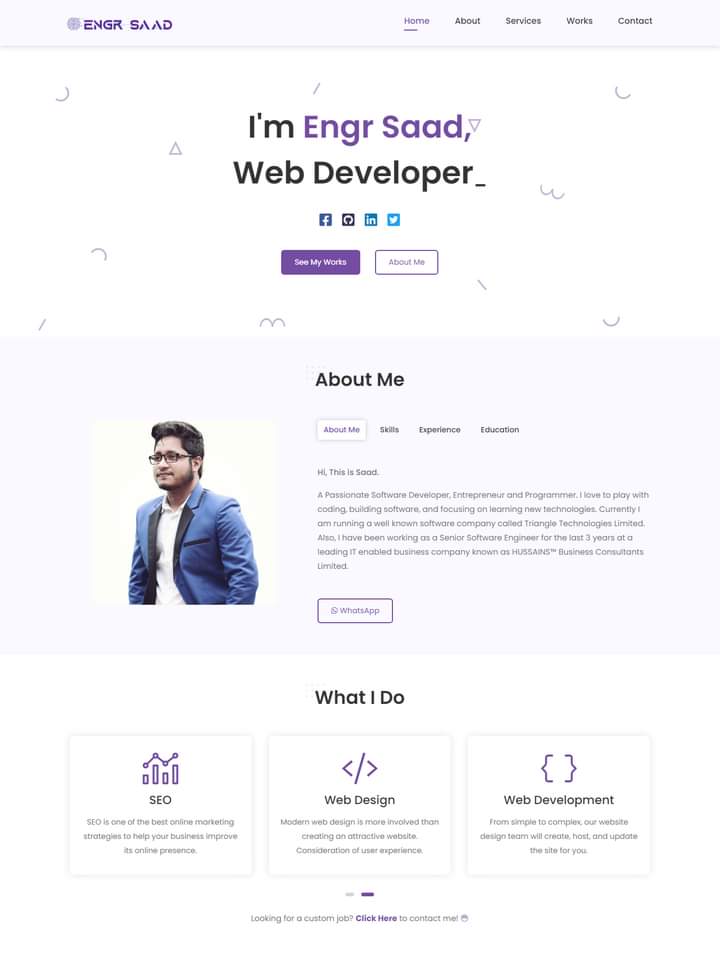 ENGR SAAD
Home About Services Works Contact
I'm Engr Saad,
Web Developer_
See My Works About Me
About Me
About Me Skills Experience Education
Hi, This is Saad.
A Passionate Software Developer, Entrepreneur and Programmer. I love to play with
coding, building software, and focusing on learning new technologies. Currently I
am running a well known software company called Triangle Technologies Limited.
Also, I have been working as a Senior Software Engineer for the last 3 years at a
leading IT enabled business company known as HUSSAINS™ Business Consultants
Limited.
WhatsApp
What I Do
SEO
SEO is one of the best online marketing
strategies to help your business improve
its online presence.
Web Design
Modern web design is more involved than
creating an attractive website.
Consideration of user experience.
Web Development
From simple to complex, our website
design team will create, host, and update
the site for you.
Looking for a custom job? Click Here to contact me!